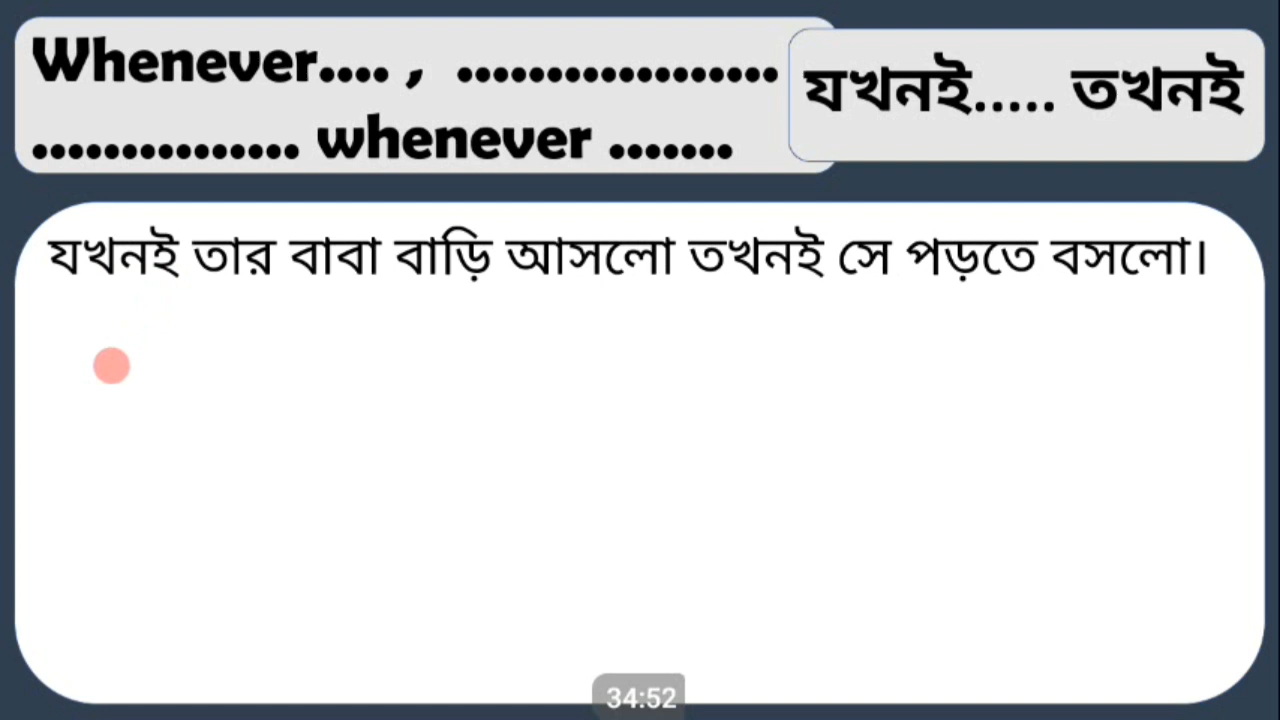 Whenever.... , ..................
............... whenever .......
যখনই..... তখনই
যখনই তার বাবা বাড়ি আসলো তখনই সে পড়তে বসলো।
34:52